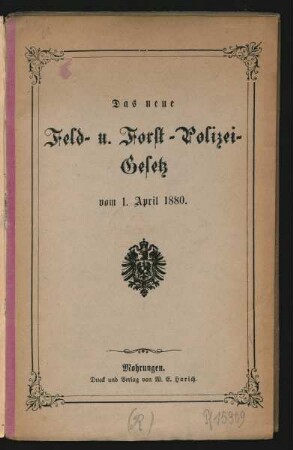 Das neue
Feld- u. Forst-Polizei-
Gesetz
vom 1. April 1880.
Mohrungen.
Druck und Verlag von W. E. Harich.